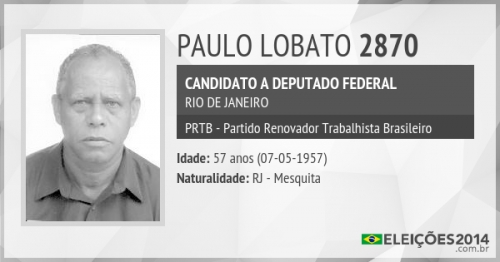 PAULO LOBATO 2870
CANDIDATO A DEPUTADO FEDERAL
RIO DE JANEIRO
PRTB - Partido Renovador Trabalhista Brasileiro
Idade: 57 anos (07-05-1957)
Naturalidade: RJ - Mesquita
ELEIÇÕES2014
.com.br